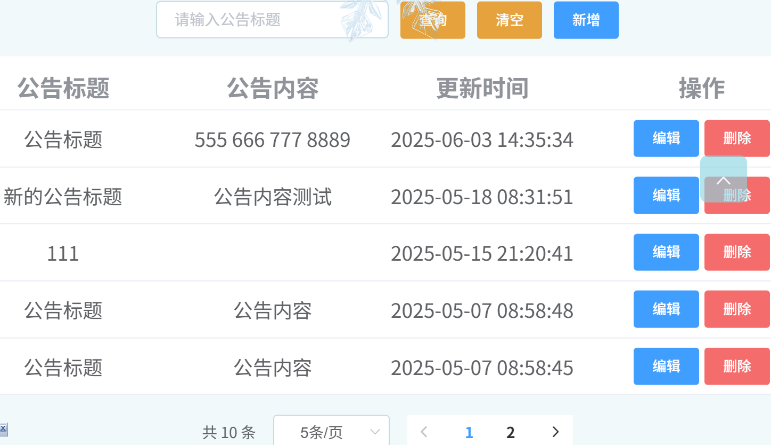 请输入公告标题 查询 清空 新增
公告标题 公告内容 更新时间 操作
公告标题 555 666 777 8889 2025-06-03 14:35:34 编辑 删除
新的公告标题 公告内容测试 2025-05-18 08:31:51 编辑 删除
111 2025-05-15 21:20:41 编辑 删除
公告标题 公告内容 2025-05-07 08:58:48 编辑 删除
公告标题 公告内容 2025-05-07 08:58:45 编辑 删除
共 10 条 5条/页 1 2